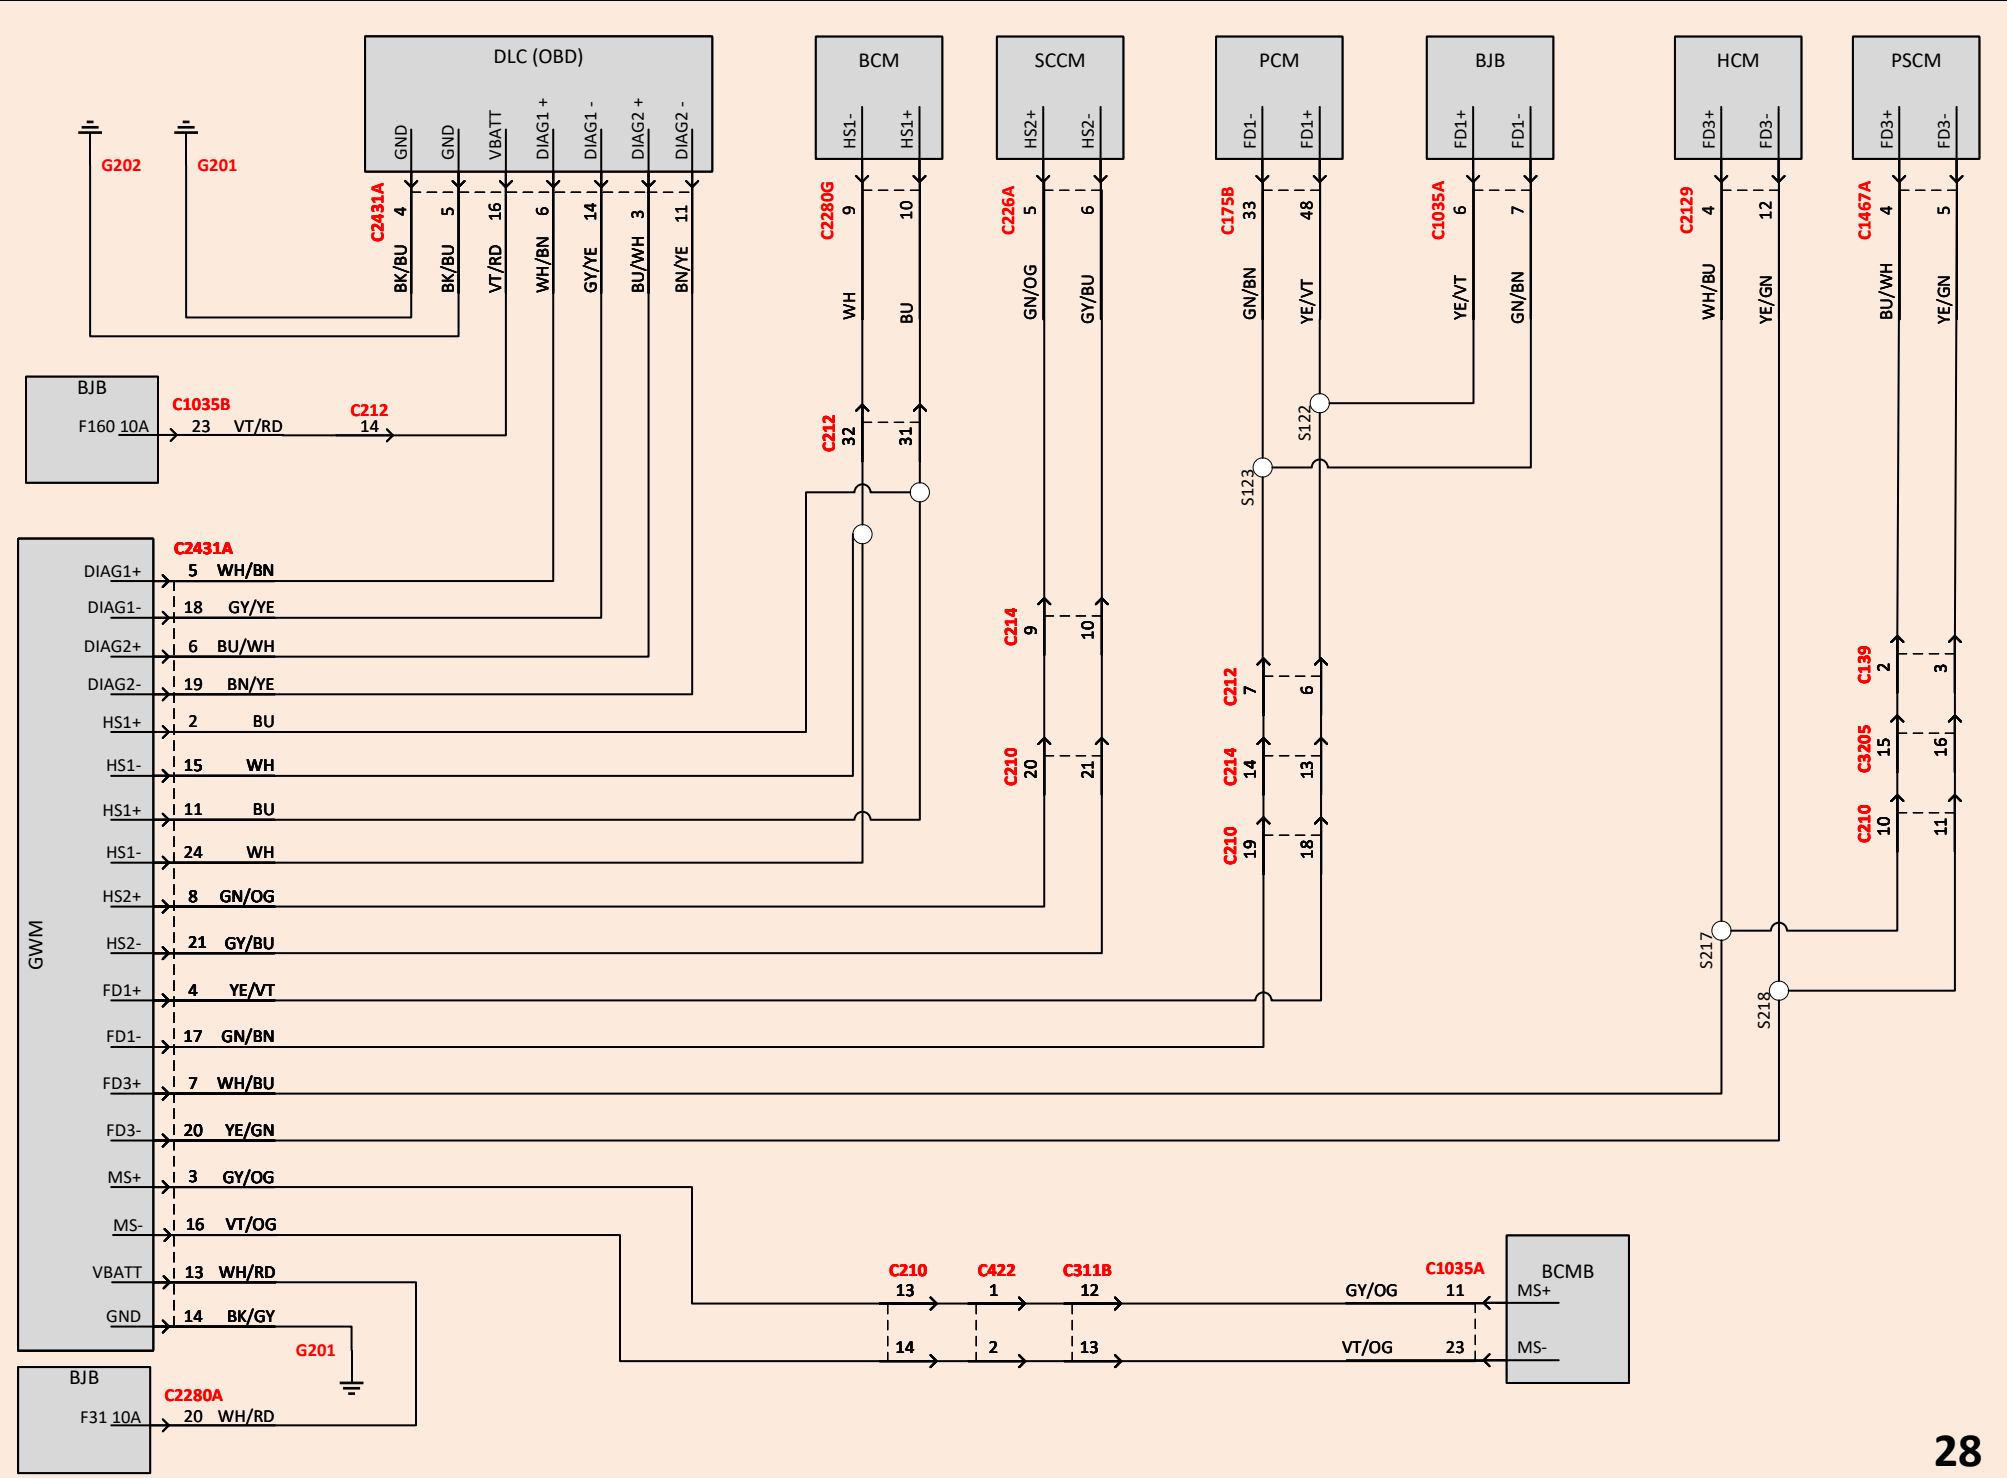 DLC (OBD)
GND
GND
VBATT
DIAG1 +
DIAG1 -
DIAG2 +
DIAG2 -
C2431A
4
5
16
6
14
3
11
BK/BU
BK/BU
VT/RD
WH/BN
GY/YE
BU/WH
BN/YE
G202
G201
BCM
HS1-
HS1+
C2280G
9
10
WH
BU
C212
32
31
SCCM
HS2+
HS2-
C226A
5
6
GN/OG
GY/BU
C214
9
10
C210
20
21
PCM
FD1-
FD1+
C175B
33
48
GN/BN
YE/VT
S122
S123
C212
7
6
C214
14
13
C210
19
18
BJB
FD1+
FD1-
C1035A
6
7
YE/VT
GN/BN
HCM
FD3+
FD3-
C2129
4
12
WH/BU
YE/GN
S217
S218
PSCM
FD3+
FD3-
C1467A
4
5
BU/WH
YE/GN
C139
2
3
C3205
15
16
C210
10
11
BJB
F160 10A
C1035B
23 VT/RD
C212
14
GWM
C2431A
DIAG1+ 5 WH/BN
DIAG1- 18 GY/YE
DIAG2+ 6 BU/WH
DIAG2- 19 BN/YE
HS1+ 2 BU
HS1- 15 WH
HS1+ 11 BU
HS1- 24 WH
HS2+ 8 GN/OG
HS2- 21 GY/BU
FD1+ 4 YE/VT
FD1- 17 GN/BN
FD3+ 7 WH/BU
FD3- 20 YE/GN
MS+ 3 GY/OG
MS- 16 VT/OG
VBATT 13 WH/RD
GND 14 BK/GY
G201
BJB
C2280A
F31 10A 20 WH/RD
C210
13
14
C422
1
2
C311B
12
13
C1035A
GY/OG 11
VT/OG 23
BCMB
MS+
MS-
28